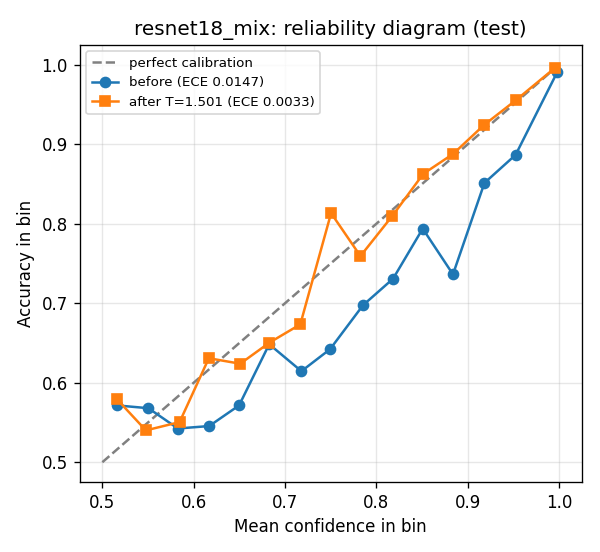 resnet18_mix: reliability diagram (test)
perfect calibration
before (ECE 0.0147)
after T=1.501 (ECE 0.0033)
Accuracy in bin
1.0
0.9
0.8
0.7
0.6
0.5
0.5 0.6 0.7 0.8 0.9 1.0
Mean confidence in bin